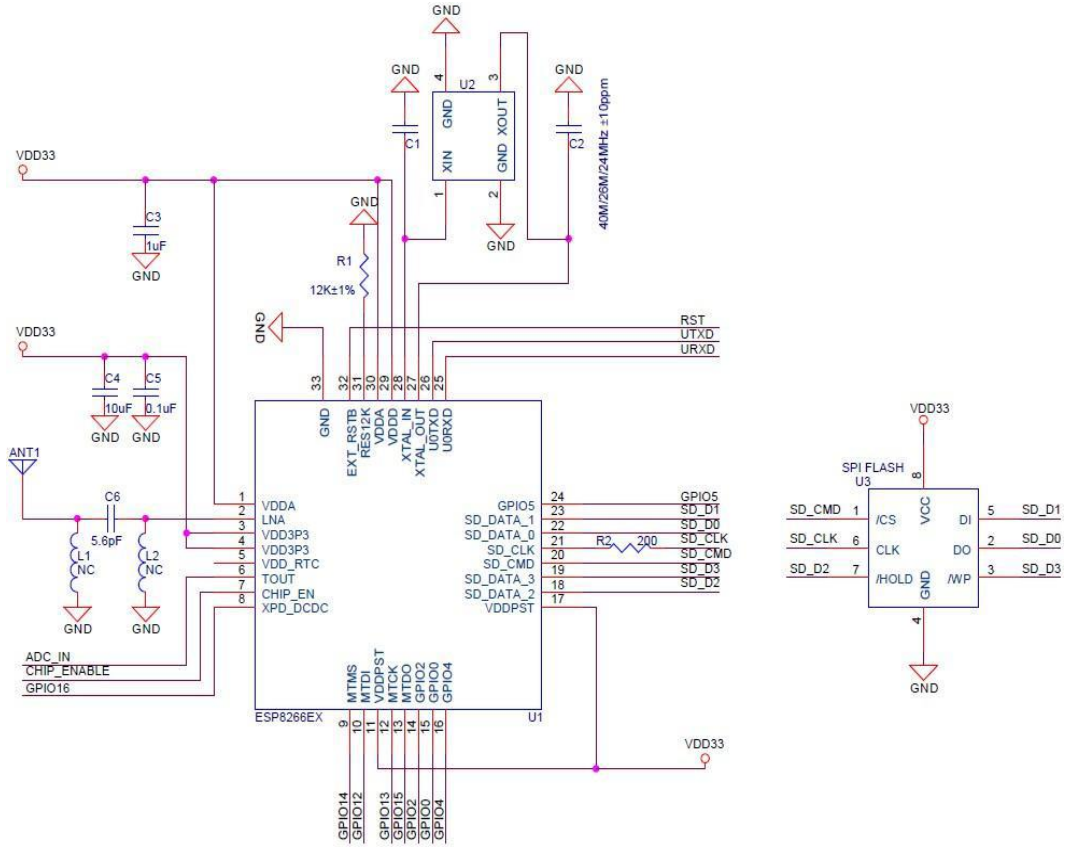 GND
4
3
U2
GND
XOUT
XIN
GND
1
2
GND
GND
C1
GND
C2
40M/26M/24MHz ±10ppm
VDD33
C3
1uF
GND
GND
R1
12K±1%
GND
RST
UTXD
URXD
VDD33
C4
10uF
GND
C5
0.1uF
GND
ANT1
C6
5.6pF
L1
NC
GND
L2
NC
GND
33
32
31
30
29
28
27
26
25
GND
EXT_RSTB
RES12K
VDDA
VDDD
XTAL_IN
XTAL_OUT
U0TXD
U0RXD
1 VDDA
2 LNA
3 VDD3P3
4 VDD3P3
5 VDD_RTC
6 TOUT
7 CHIP_EN
8 XPD_DCDC
GPIO5 24 GPIO5
SD_DATA_1 23 SD_D1
SD_DATA_0 22 SD_D0
SD_CLK 21 R2 200 SD_CLK
SD_CMD 20 SD_CMD
SD_DATA_3 19 SD_D3
SD_DATA_2 18 SD_D2
VDDPST 17
ADC_IN
CHIP_ENABLE
GPIO16
MTMS
MTDI
VDDPST
MTCK
MTDO
GPIO2
GPIO0
GPIO4
ESP8266EX
U1
9
10
11
12
13
14
15
16
GPIO14
GPIO12
GPIO13
GPIO15
GPIO2
GPIO0
GPIO4
VDD33
VDD33
SPI FLASH
U3
8
VCC
SD_CMD 1 /CS
SD_CLK 6 CLK
SD_D2 7 /HOLD
DI 5 SD_D1
DO 2 SD_D0
/WP 3 SD_D3
GND
4
GND